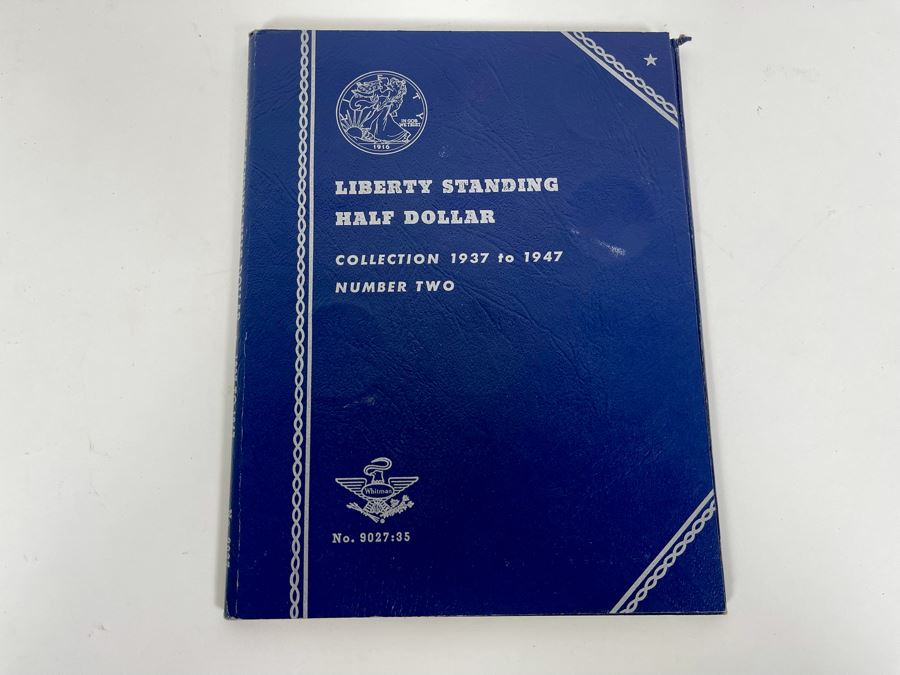 LIBERTY
IN GOD
WE TRUST
1916
LIBERTY STANDING
HALF DOLLAR
COLLECTION 1937 to 1947
NUMBER TWO
Whitman
No. 9027:35